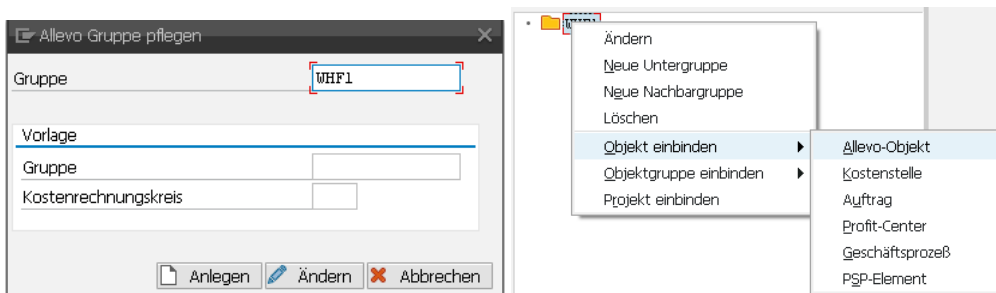 Allevo Gruppe pflegen
Gruppe WHF1
Vorlage
Gruppe
Kostenrechnungskreis
Anlegen Ändern Abbrechen
WHF1
Ändern
Neue Untergruppe
Neue Nachbargruppe
Löschen
Objekt einbinden
Objektgruppe einbinden
Projekt einbinden
Allevo-Objekt
Kostenstelle
Auftrag
Profit-Center
Geschäftsprozeß
PSP-Element